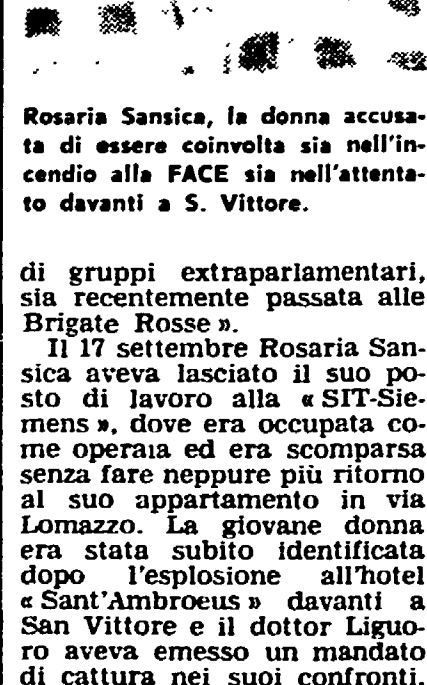 Rosaria Sansica, la donna accusa-
ta di essere coinvolta sia nell'in-
cendio alla FACE sia nell'attenta-
to davanti a S. Vittore.
di gruppi extraparlamentari,
sia recentemente passata alle
Brigate Rosse ».
Il 17 settembre Rosaria San-
sica aveva lasciato il suo po-
sto di lavoro alla « SIT-Sie-
mens », dove era occupata co-
me operaia ed era scomparsa
senza fare neppure più ritorno
al suo appartamento in via
Lomazzo. La giovane donna
era stata subito identificata
dopo l'esplosione all'hotel
« Sant'Ambroeus » davanti a
San Vittore e il dottor Liguo-
ro aveva emesso un mandato
di cattura nei suoi confronti.